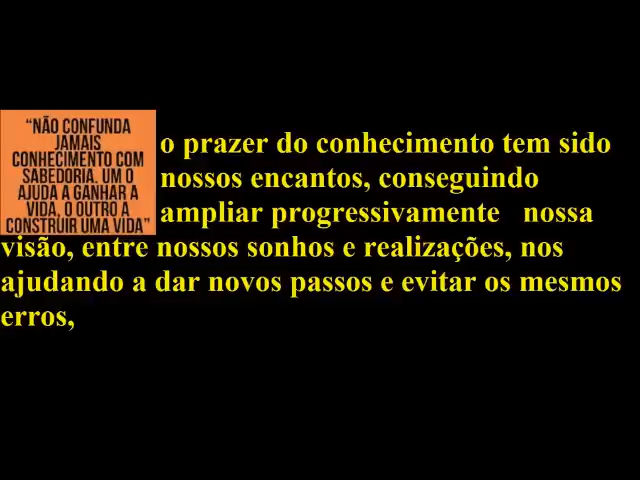 “NÃO CONFUNDA
JAMAIS
CONHECIMENTO COM
SABEDORIA. UM O
AJUDA A GANHAR A
VIDA, O OUTRO A
CONSTRUIR UMA VIDA”
o prazer do conhecimento tem sido
nossos encantos, conseguindo
ampliar progressivamente nossa
visão, entre nossos sonhos e realizações, nos
ajudando a dar novos passos e evitar os mesmos
erros,